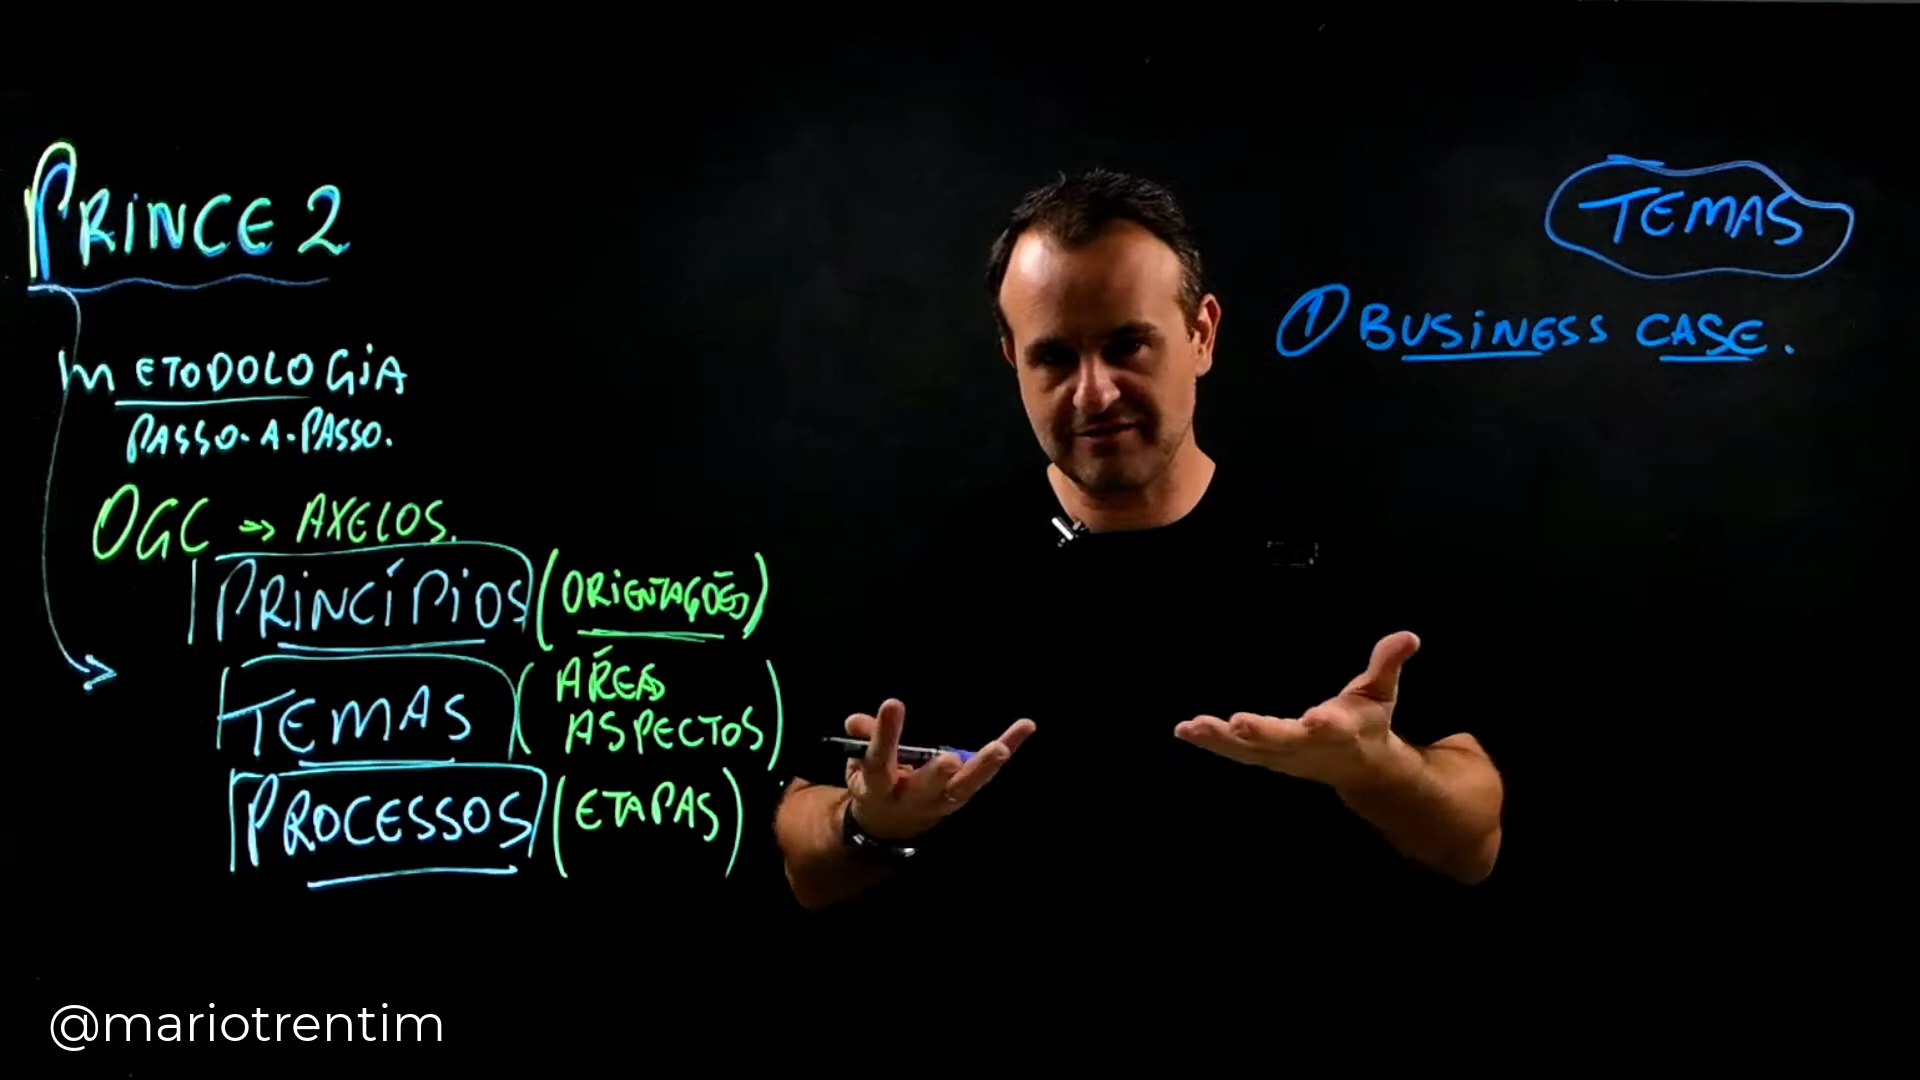 PRINCE 2
METODOLOGIA
PASSO-A-PASSO.
OGC ->> AXELOS.
PRINCÍPIOS (ORIENTAÇÕES)
TEMAS (ÁREAS
ASPECTOS)
PROCESSOS (ETAPAS)
TEMAS
① BUSINESS CASE.
@mariotrentim